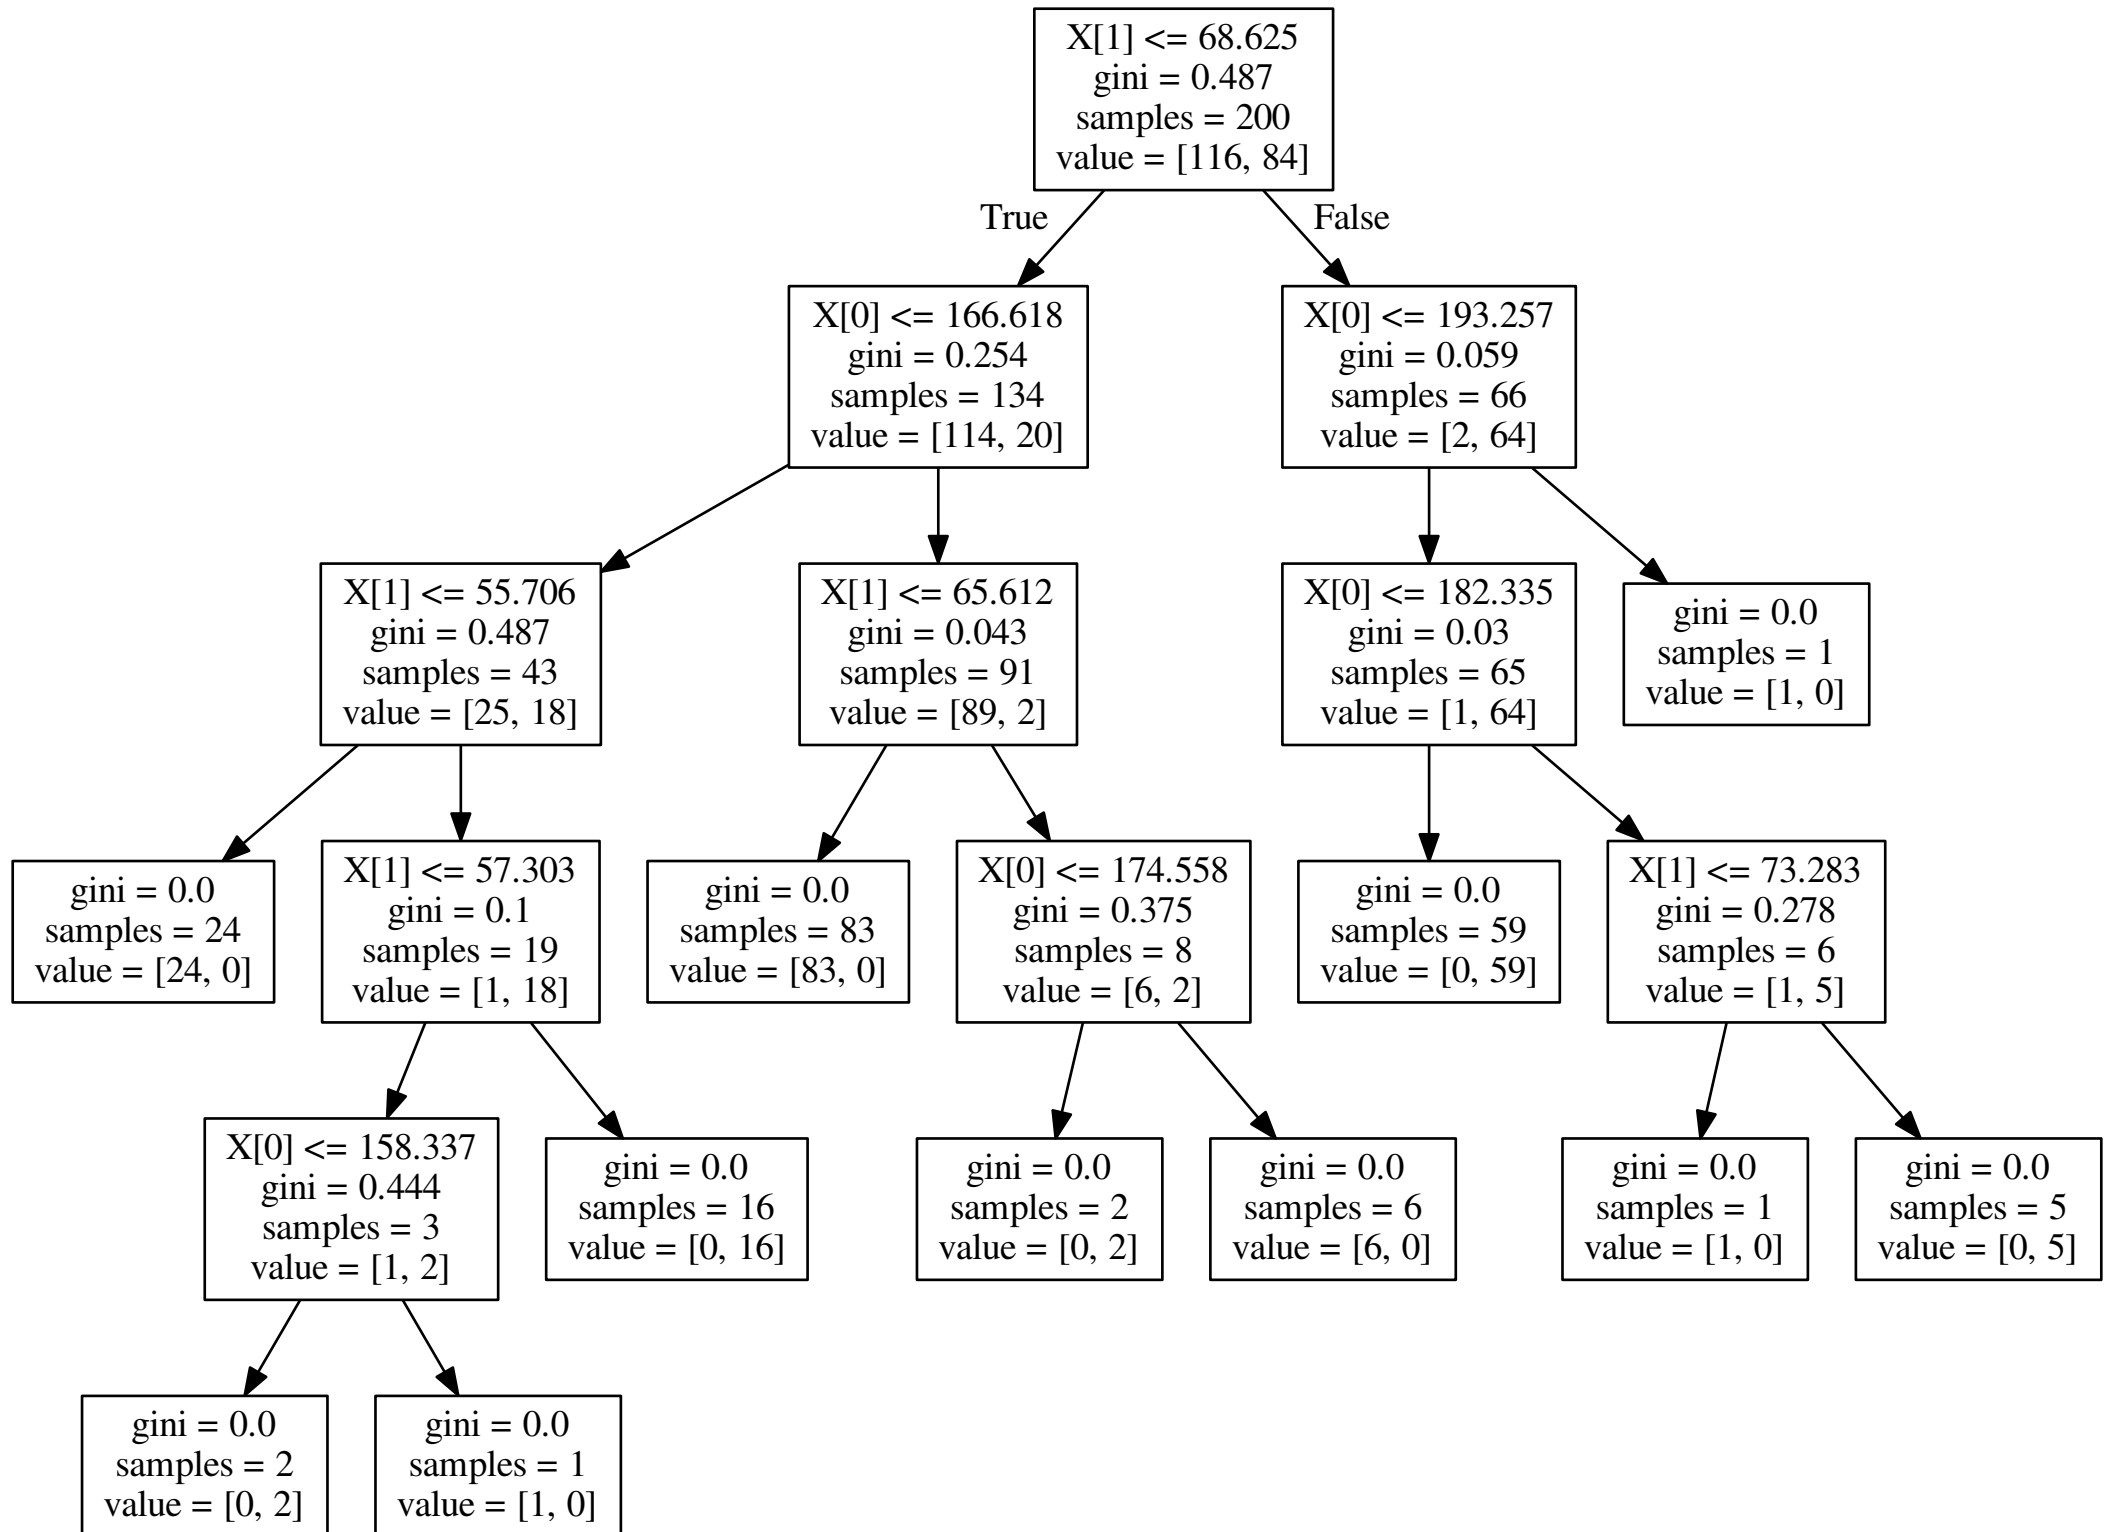 X[1] <= 68.625
gini = 0.487
samples = 200
value = [116, 84]
True
False
X[0] <= 166.618
gini = 0.254
samples = 134
value = [114, 20]
X[0] <= 193.257
gini = 0.059
samples = 66
value = [2, 64]
X[1] <= 55.706
gini = 0.487
samples = 43
value = [25, 18]
X[1] <= 65.612
gini = 0.043
samples = 91
value = [89, 2]
X[0] <= 182.335
gini = 0.03
samples = 65
value = [1, 64]
gini = 0.0
samples = 1
value = [1, 0]
gini = 0.0
samples = 24
value = [24, 0]
X[1] <= 57.303
gini = 0.1
samples = 19
value = [1, 18]
gini = 0.0
samples = 83
value = [83, 0]
X[0] <= 174.558
gini = 0.375
samples = 8
value = [6, 2]
gini = 0.0
samples = 59
value = [0, 59]
X[1] <= 73.283
gini = 0.278
samples = 6
value = [1, 5]
X[0] <= 158.337
gini = 0.444
samples = 3
value = [1, 2]
gini = 0.0
samples = 16
value = [0, 16]
gini = 0.0
samples = 2
value = [0, 2]
gini = 0.0
samples = 6
value = [6, 0]
gini = 0.0
samples = 1
value = [1, 0]
gini = 0.0
samples = 5
value = [0, 5]
gini = 0.0
samples = 2
value = [0, 2]
gini = 0.0
samples = 1
value = [1, 0]